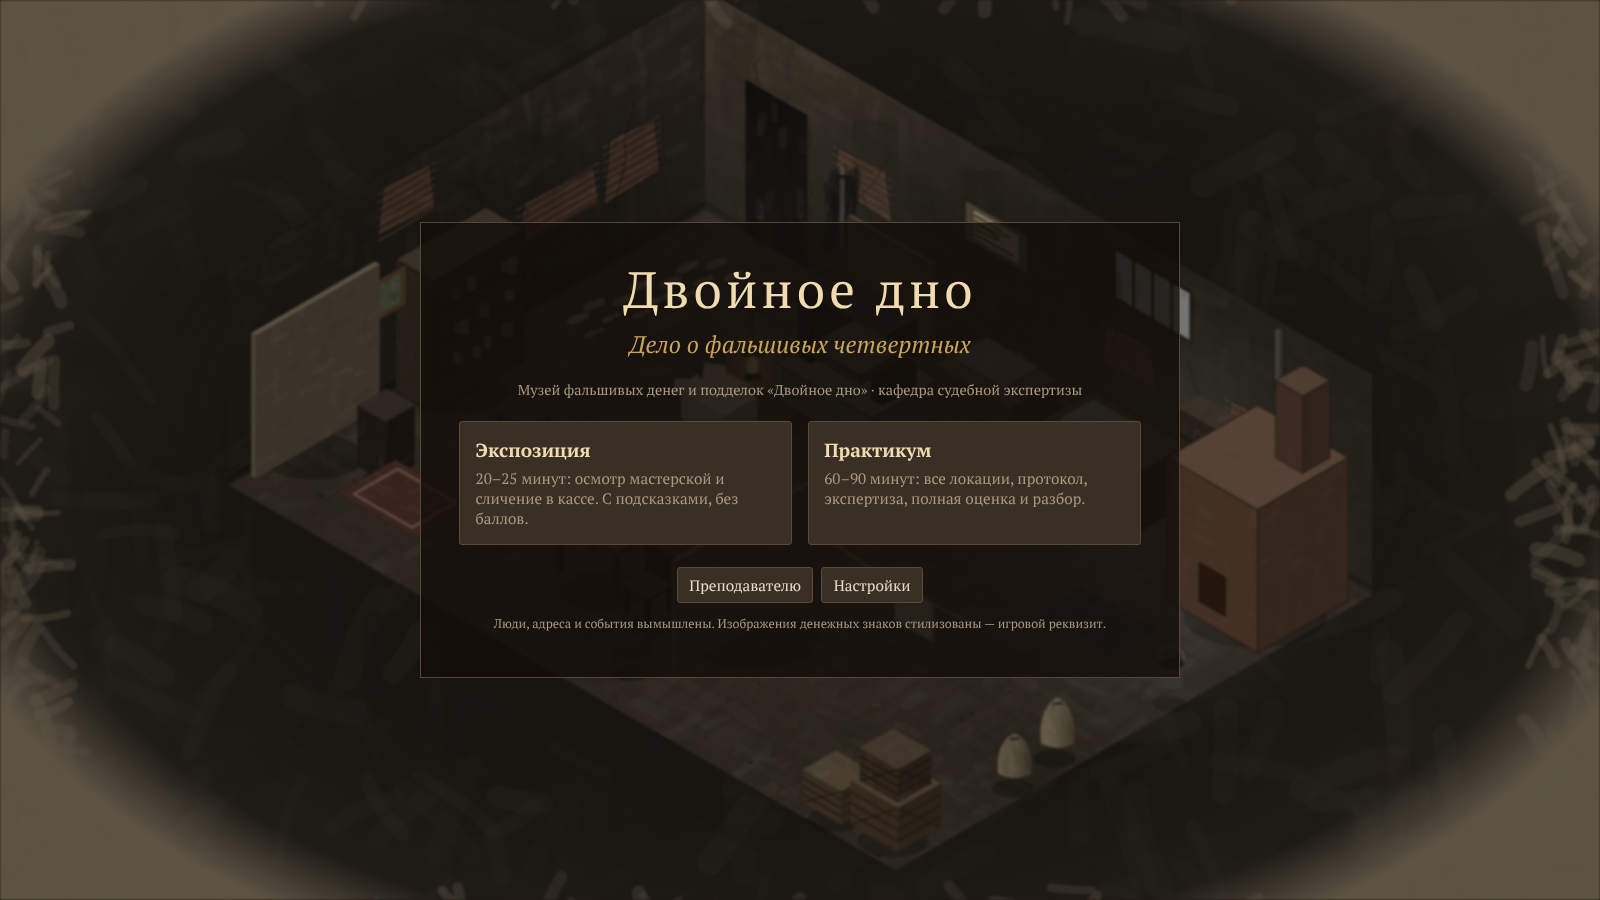 Двойное дно
Дело о фальшивых четвертных
Музей фальшивых денег и подделок «Двойное дно» · кафедра судебной экспертизы
Экспозиция
20–25 минут: осмотр мастерской и
сличение в кассе. С подсказками, без
баллов.
Практикум
60–90 минут: все локации, протокол,
экспертиза, полная оценка и разбор.
Преподавателю
Настройки
Люди, адреса и события вымышлены. Изображения денежных знаков стилизованы — игровой реквизит.